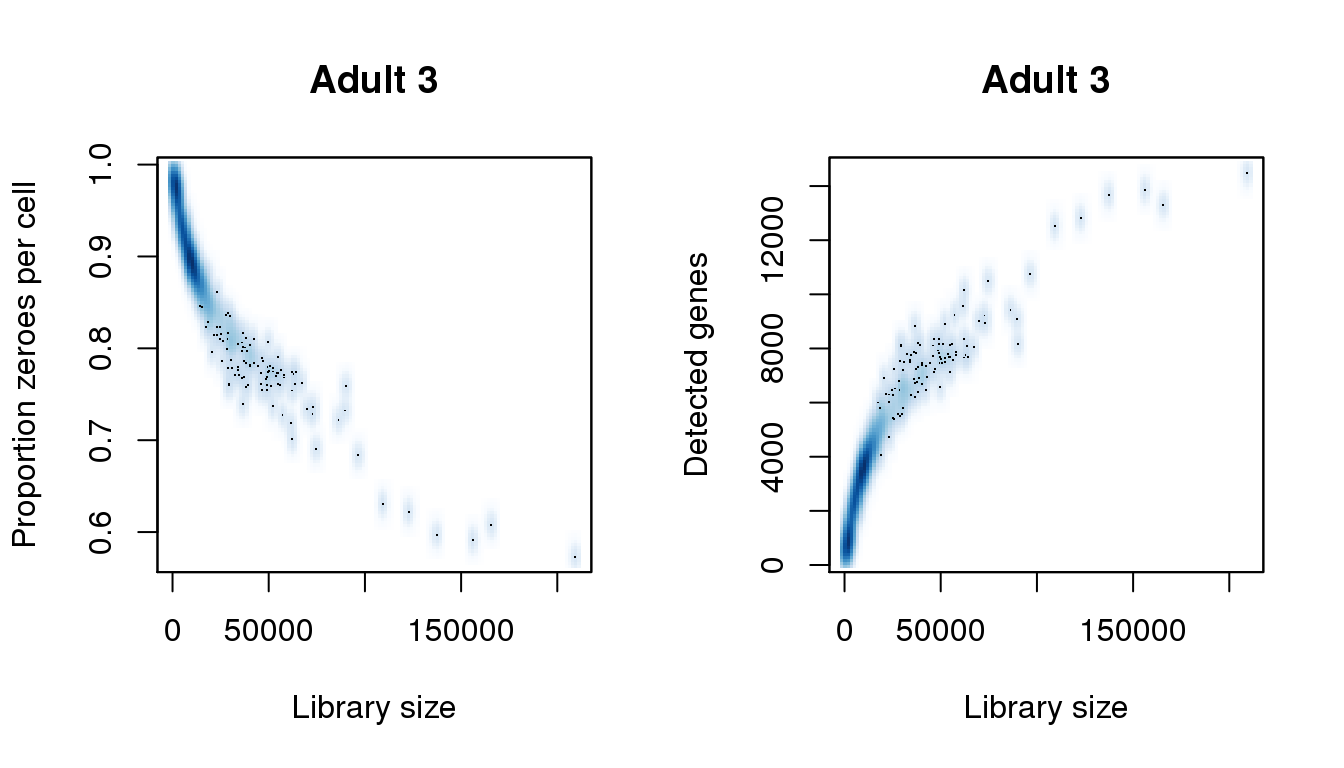 Adult 3
Proportion zeroes per cell
1.0
0.9
0.8
0.7
0.6
0 50000 150000
Library size
Adult 3
Detected genes
12000
8000
4000
0
0 50000 150000
Library size